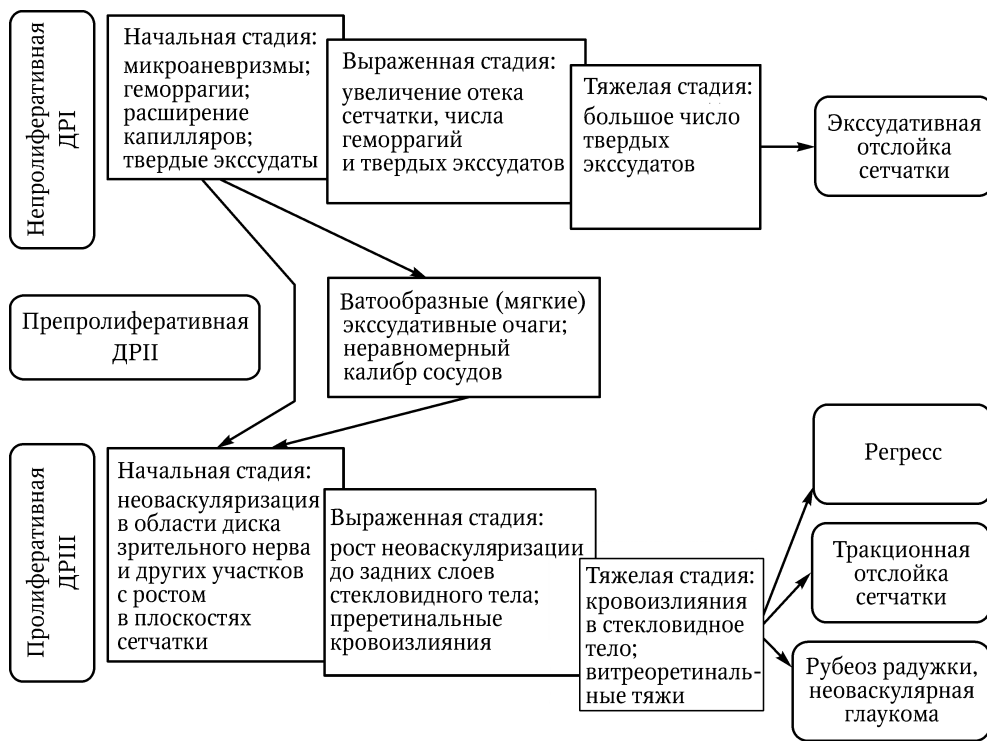 Непролиферативная
ДРI
Начальная стадия:
микроаневризмы;
геморрагии;
расширение
капилляров;
твердые экссудаты
Выраженная стадия:
увеличение отека
сетчатки, числа
геморрагий
и твердых экссудатов
Тяжелая стадия:
большое число
твердых
экссудатов
Экссудативная
отслойка
сетчатки
Препролиферативная
ДРII
Ватообразные (мягкие)
экссудативные очаги;
неравномерный
калибр сосудов
Пролиферативная
ДРIII
Начальная стадия:
неоваскуляризация
в области диска
зрительного нерва
и других участков
с ростом
в плоскостях
сетчатки
Выраженная стадия:
рост неоваскуляризации
до задних слоев
стекловидного тела;
преретинальные
кровоизлияния
Тяжелая стадия:
кровоизлияния
в стекловидное
тело;
витреоретиналь-
ные тяжи
Регресс
Тракционная
отслойка
сетчатки
Рубеоз радужки,
неоваскулярная
глаукома